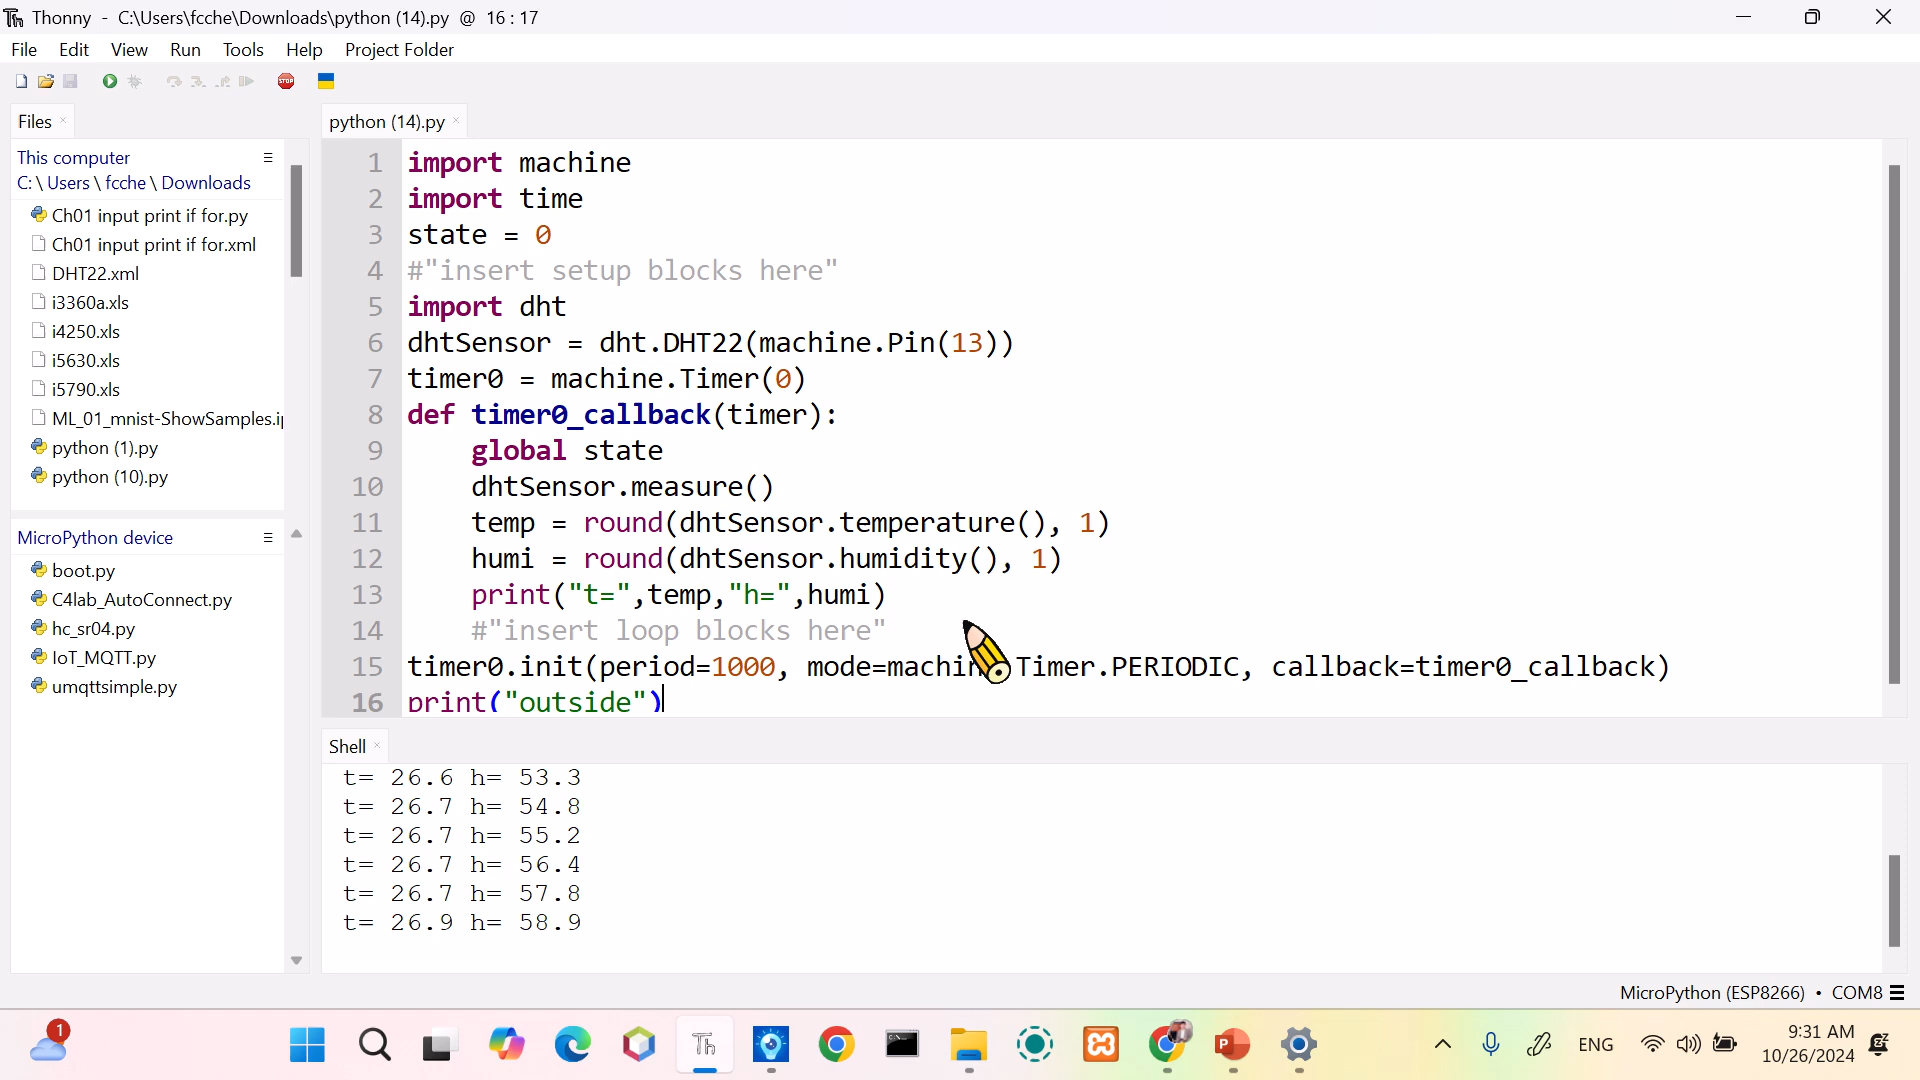 Thonny - C:\Users\fcche\Downloads\python (14).py @ 16 : 17
File Edit View Run Tools Help Project Folder
STOP
Files
This computer
C: \ Users \ fcche \ Downloads
Ch01 input print if for.py
Ch01 input print if for.xml
DHT22.xml
i3360a.xls
i4250.xls
i5630.xls
i5790.xls
ML_01_mnist-ShowSamples.i
python (1).py
python (10).py
MicroPython device
boot.py
C4lab_AutoConnect.py
hc_sr04.py
IoT_MQTT.py
umqttsimple.py
python (14).py
1 import machine
2 import time
3 state = 0
4 #"insert setup blocks here"
5 import dht
6 dhtSensor = dht.DHT22(machine.Pin(13))
7 timer0 = machine.Timer(0)
8 def timer0_callback(timer):
9 global state
10 dhtSensor.measure()
11 temp = round(dhtSensor.temperature(), 1)
12 humi = round(dhtSensor.humidity(), 1)
13 print("t=",temp,"h=",humi)
14 #"insert loop blocks here"
15 timer0.init(period=1000, mode=machin Timer.PERIODIC, callback=timer0_callback)
16 print("outside")
Shell
t= 26.6 h= 53.3
t= 26.7 h= 54.8
t= 26.7 h= 55.2
t= 26.7 h= 56.4
t= 26.7 h= 57.8
t= 26.9 h= 58.9
MicroPython (ESP8266) • COM8
1
Th
ENG
9:31 AM
10/26/2024